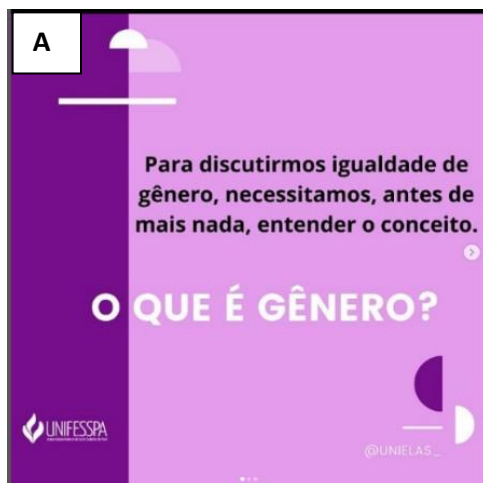 A
Para discutirmos igualdade de
gênero, necessitamos, antes de
mais nada, entender o conceito.
O QUE É GÊNERO?
UNIFESSPA
@UNIELAS_